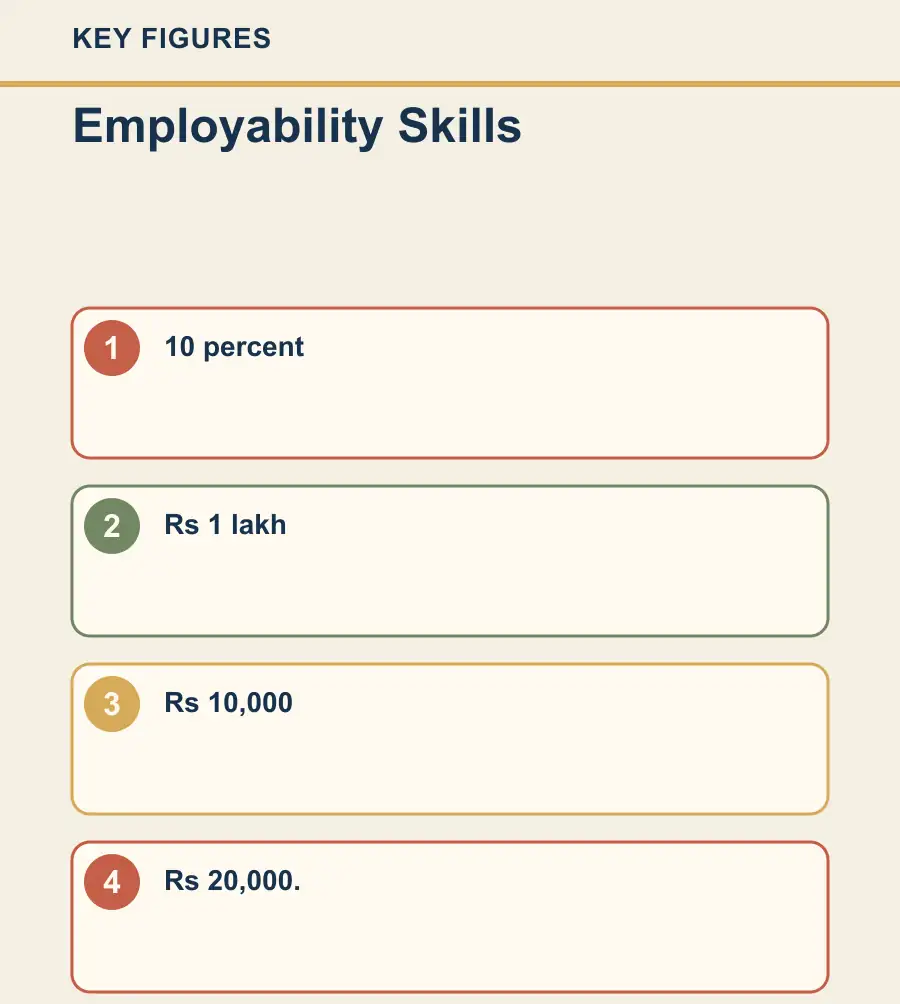 KEY FIGURES
Employability Skills
1 10 percent
2 Rs 1 lakh
3 Rs 10,000
4 Rs 20,000.